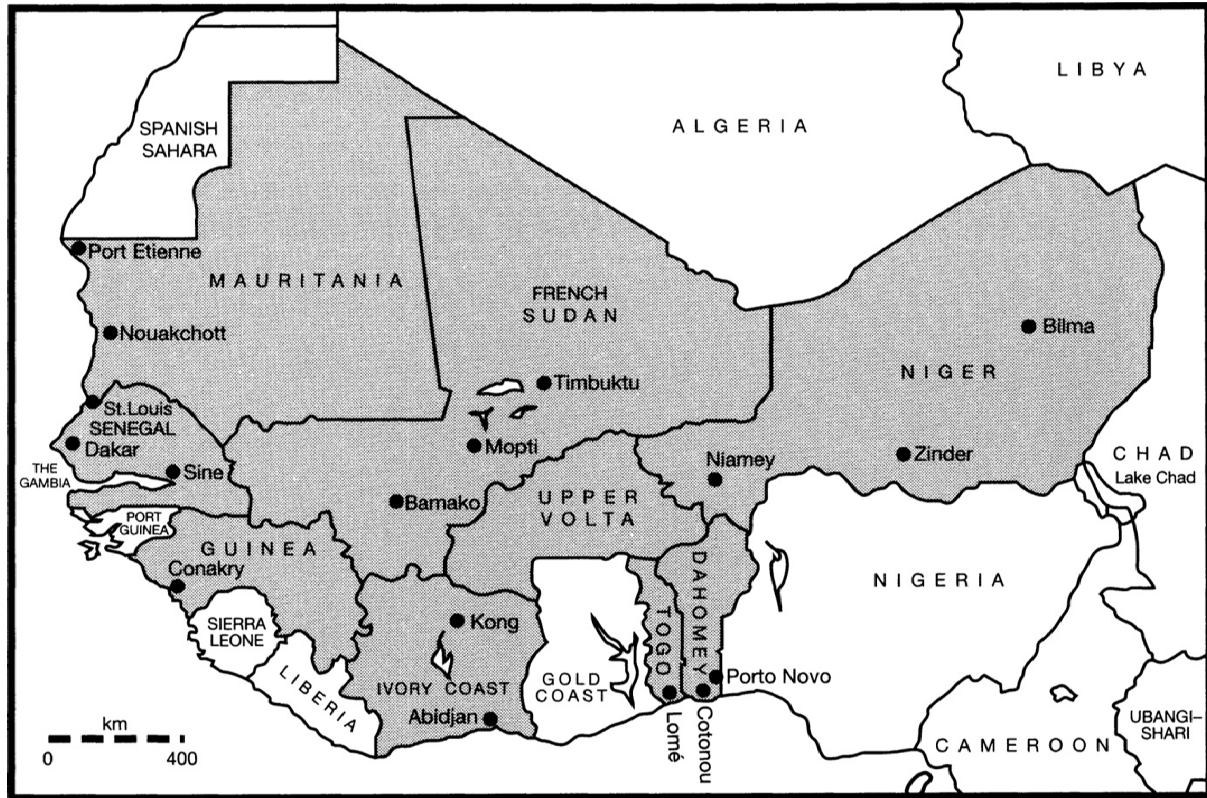 LIBYA
ALGERIA
SPANISH
SAHARA
Port Etienne
MAURITANIA
FRENCH
SUDAN
Bilma
Nouakchott
NIGER
Timbuktu
St.Louis
SENEGAL
Dakar
Mopti
Zinder
CHAD
Lake Chad
THE
GAMBIA
Sine
Niamey
Bamako
UPPER
VOLTA
PORT
GUINEA
GUINEA
Conakry
DAHOMEY
NIGERIA
SIERRA
LEONE
Kong
TOGO
LIBERIA
IVORY COAST
GOLD
COAST
Porto Novo
Abidjan
Lomé
Cotonou
UBANGI–
SHARI
CAMEROON
km
0 400